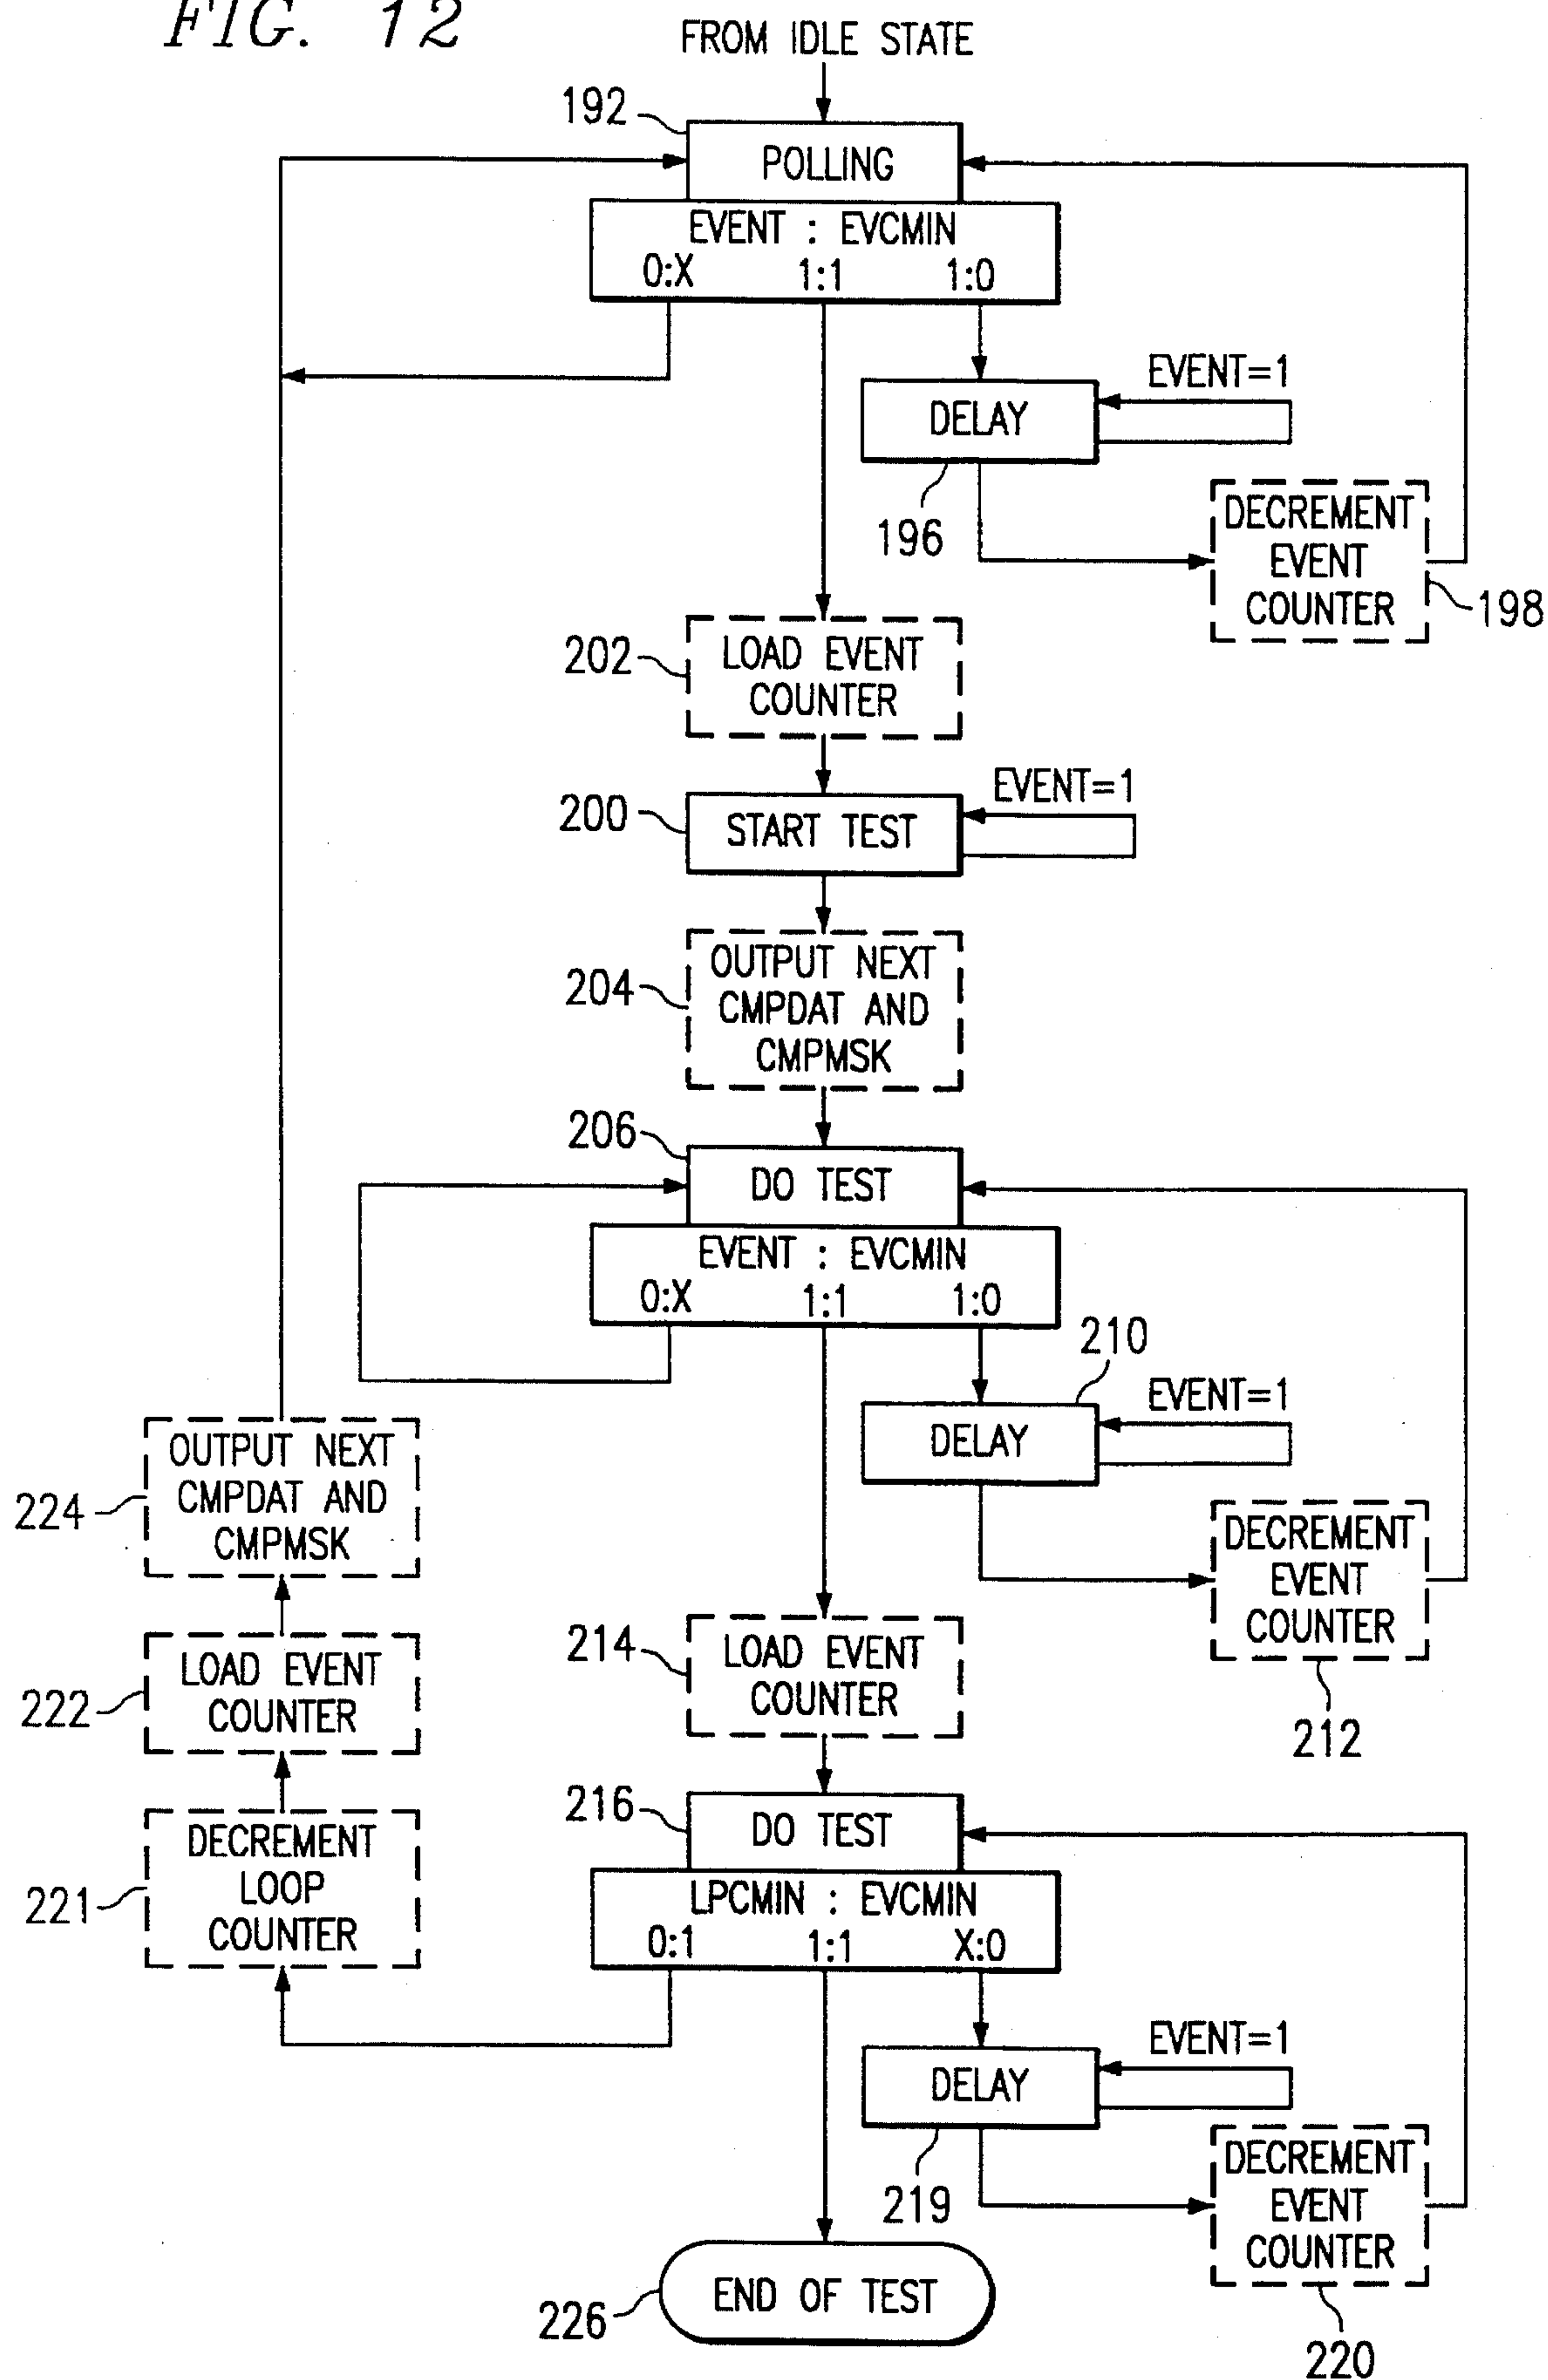 FIG. 12
FROM IDLE STATE
192
POLLING
EVENT : EVCMIN
0:X 1:1 1:0
EVENT=1
DELAY
196
DECREMENT
EVENT
COUNTER
198
202
LOAD EVENT
COUNTER
200
START TEST
EVENT=1
204
OUTPUT NEXT
CMPDAT AND
CMPMSK
206
DO TEST
EVENT : EVCMIN
0:X 1:1 1:0
210
EVENT=1
DELAY
DECREMENT
EVENT
COUNTER
212
214
LOAD EVENT
COUNTER
216
DO TEST
LPCMIN : EVCMIN
0:1 1:1 X:0
EVENT=1
DELAY
219
DECREMENT
EVENT
COUNTER
220
224
OUTPUT NEXT
CMPDAT AND
CMPMSK
222
LOAD EVENT
COUNTER
221
DECREMENT
LOOP
COUNTER
226
END OF TEST